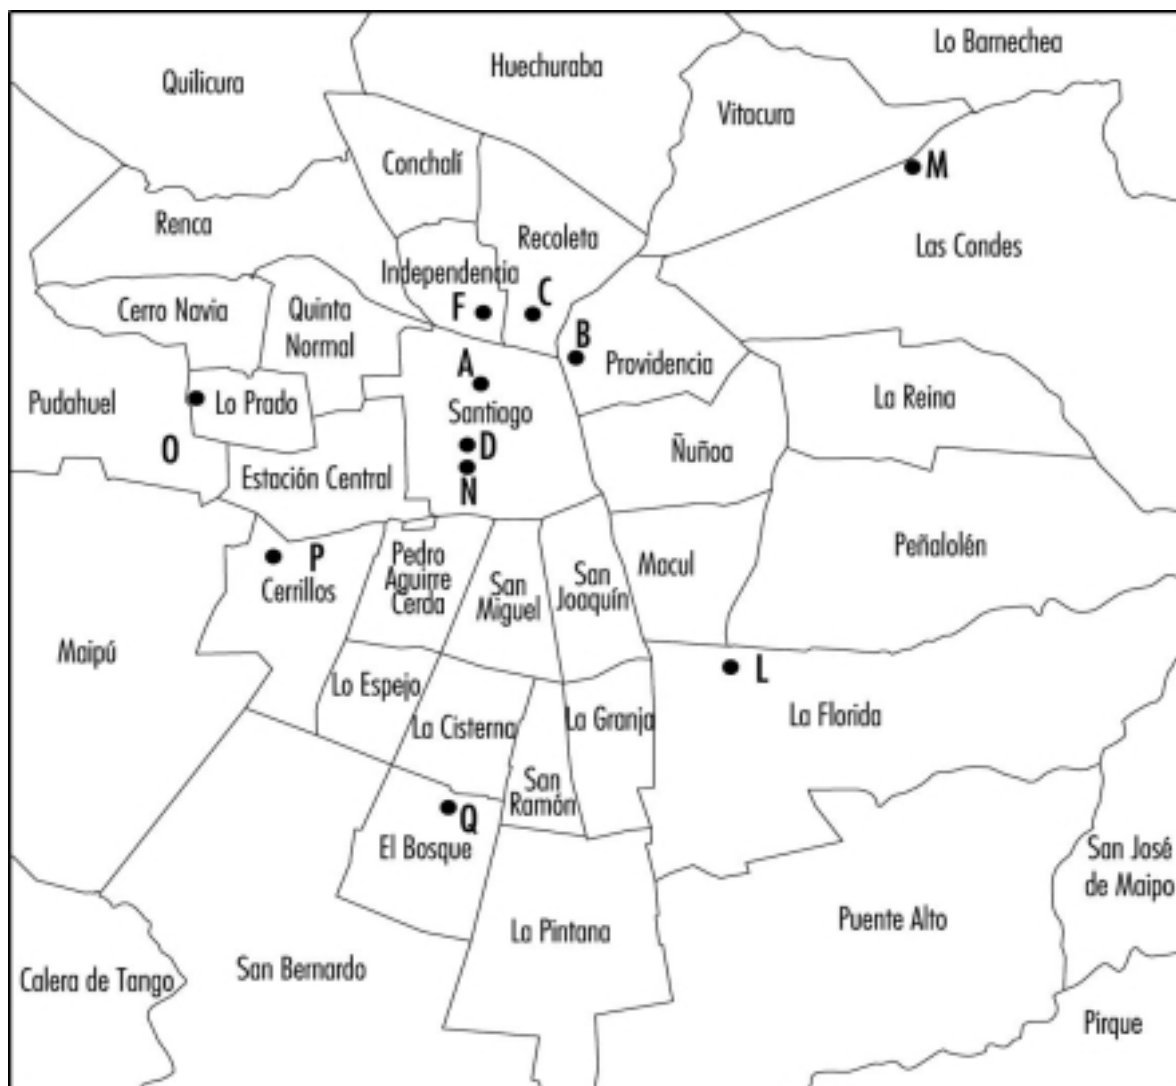 Lo Barnechea
Huechuraba
Quilicura
Vitacura
Conchalí
M
Renca
Recoleta
Las Condes
Independencia
Cerro Navia
Quinta
Normal
F
C
B
Providencia
A
Pudahuel
Lo Prado
Santiago
La Reina
O
D
Ñuñoa
Estación Central
N
P
Cerrillos
Pedro
Aguirre
Cerda
San
Miguel
San
Joaquín
Macul
Peñalolén
Maipú
L
Lo Espejo
La Cisterna
La Granja
La Florida
San
Ramón
Q
El Bosque
San José
de Maipo
La Pintana
Puente Alto
Calera de Tango
San Bernardo
Pirque